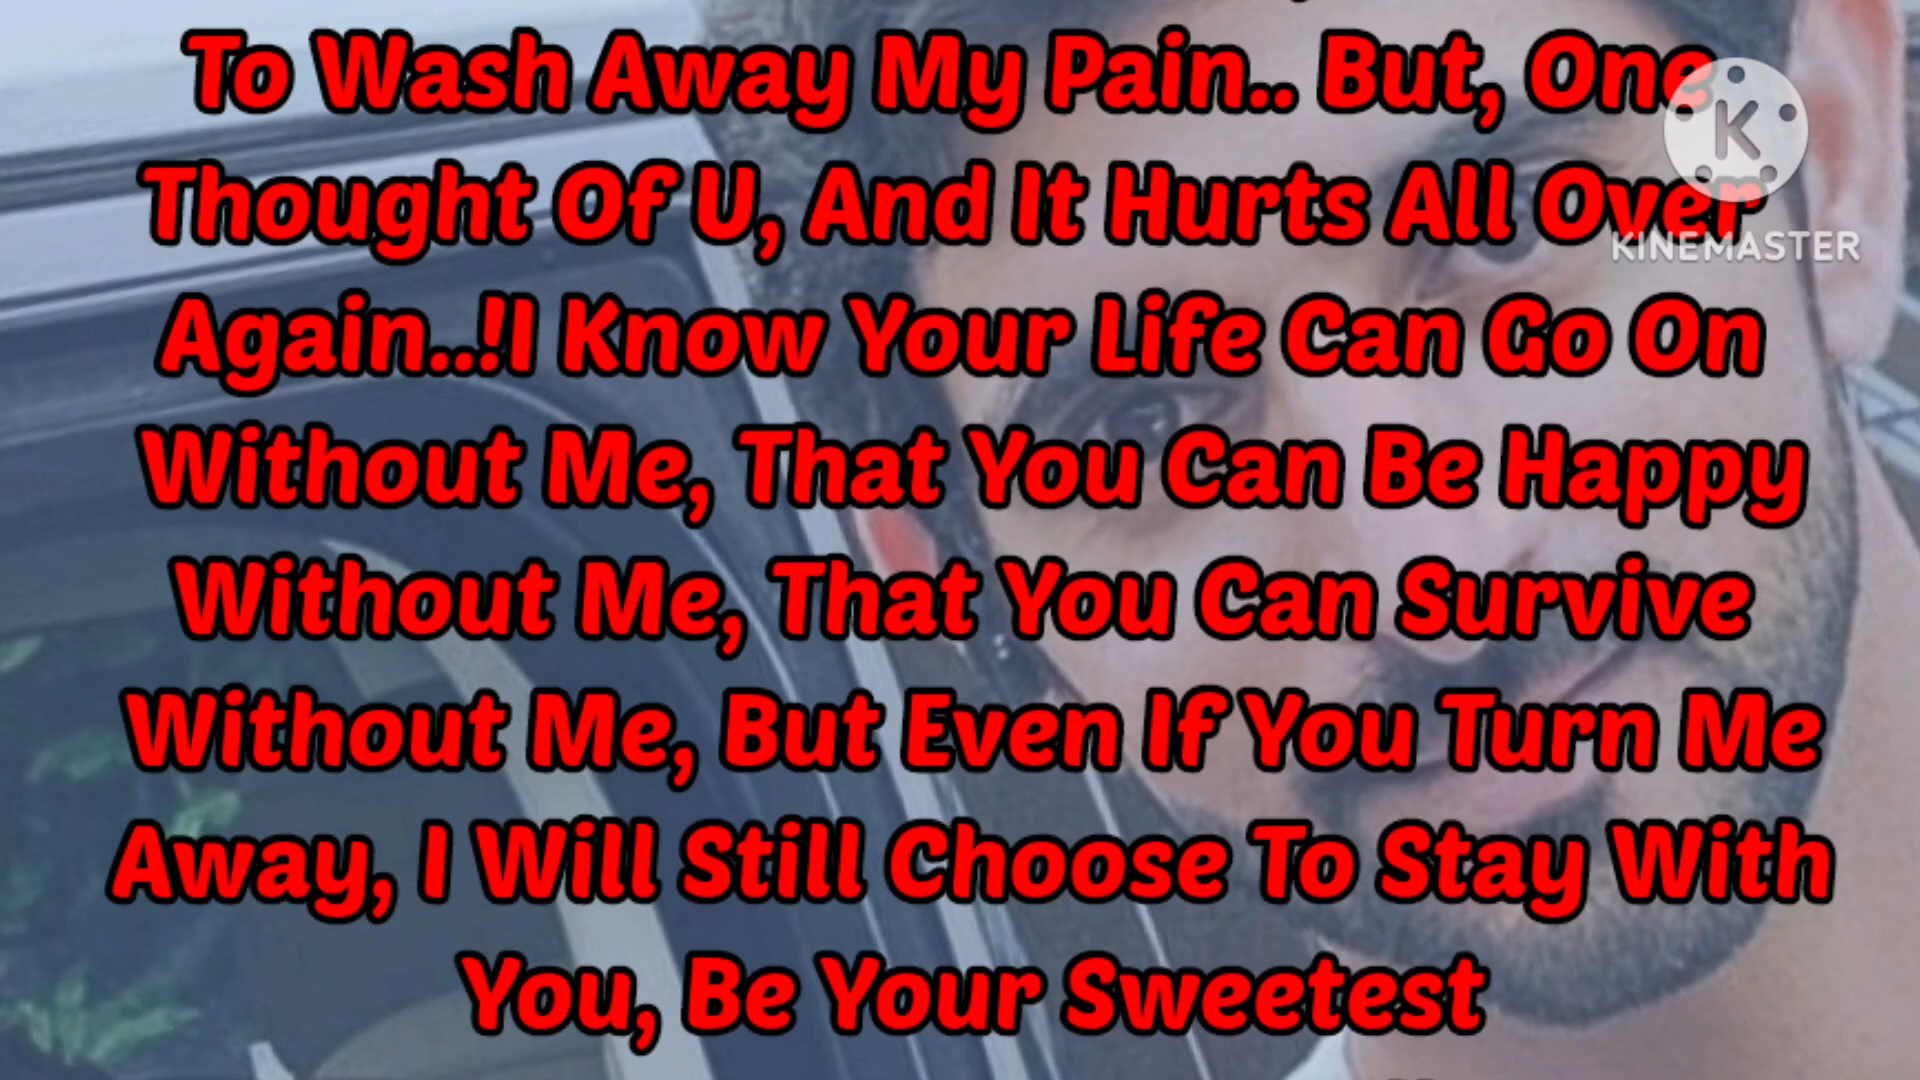 To Wash Away My Pain.. But, One
Thought Of U, And It Hurts All Over
Again..!I Know Your Life Can Go On
Without Me, That You Can Be Happy
Without Me, That You Can Survive
Without Me, But Even If You Turn Me
Away, I Will Still Choose To Stay With
You, Be Your Sweetest
K
KINEMASTER